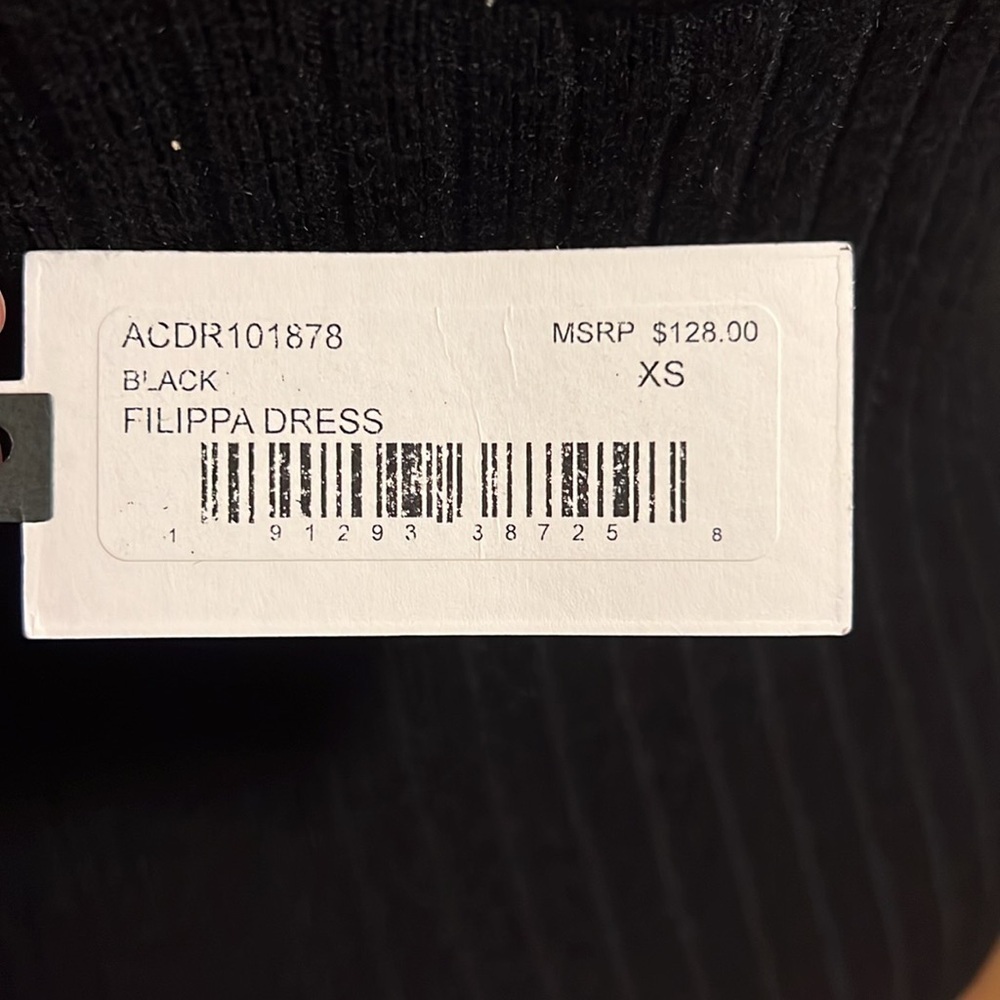 ACDR101878 MSRP $128.00
BLACK XS
FILIPPA DRESS
1 91293 38725 8